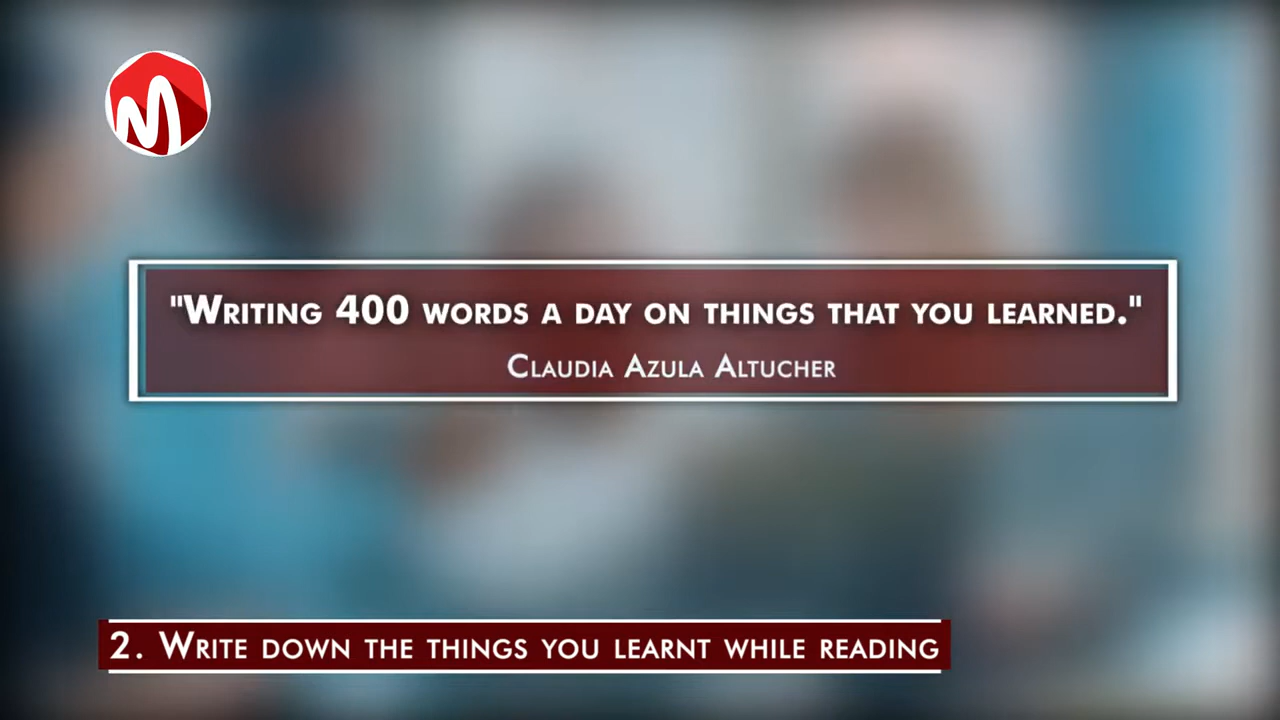 "Writing 400 words a day on things that you learned."
Claudia Azula Altucher
2. Write down the things you learnt while reading